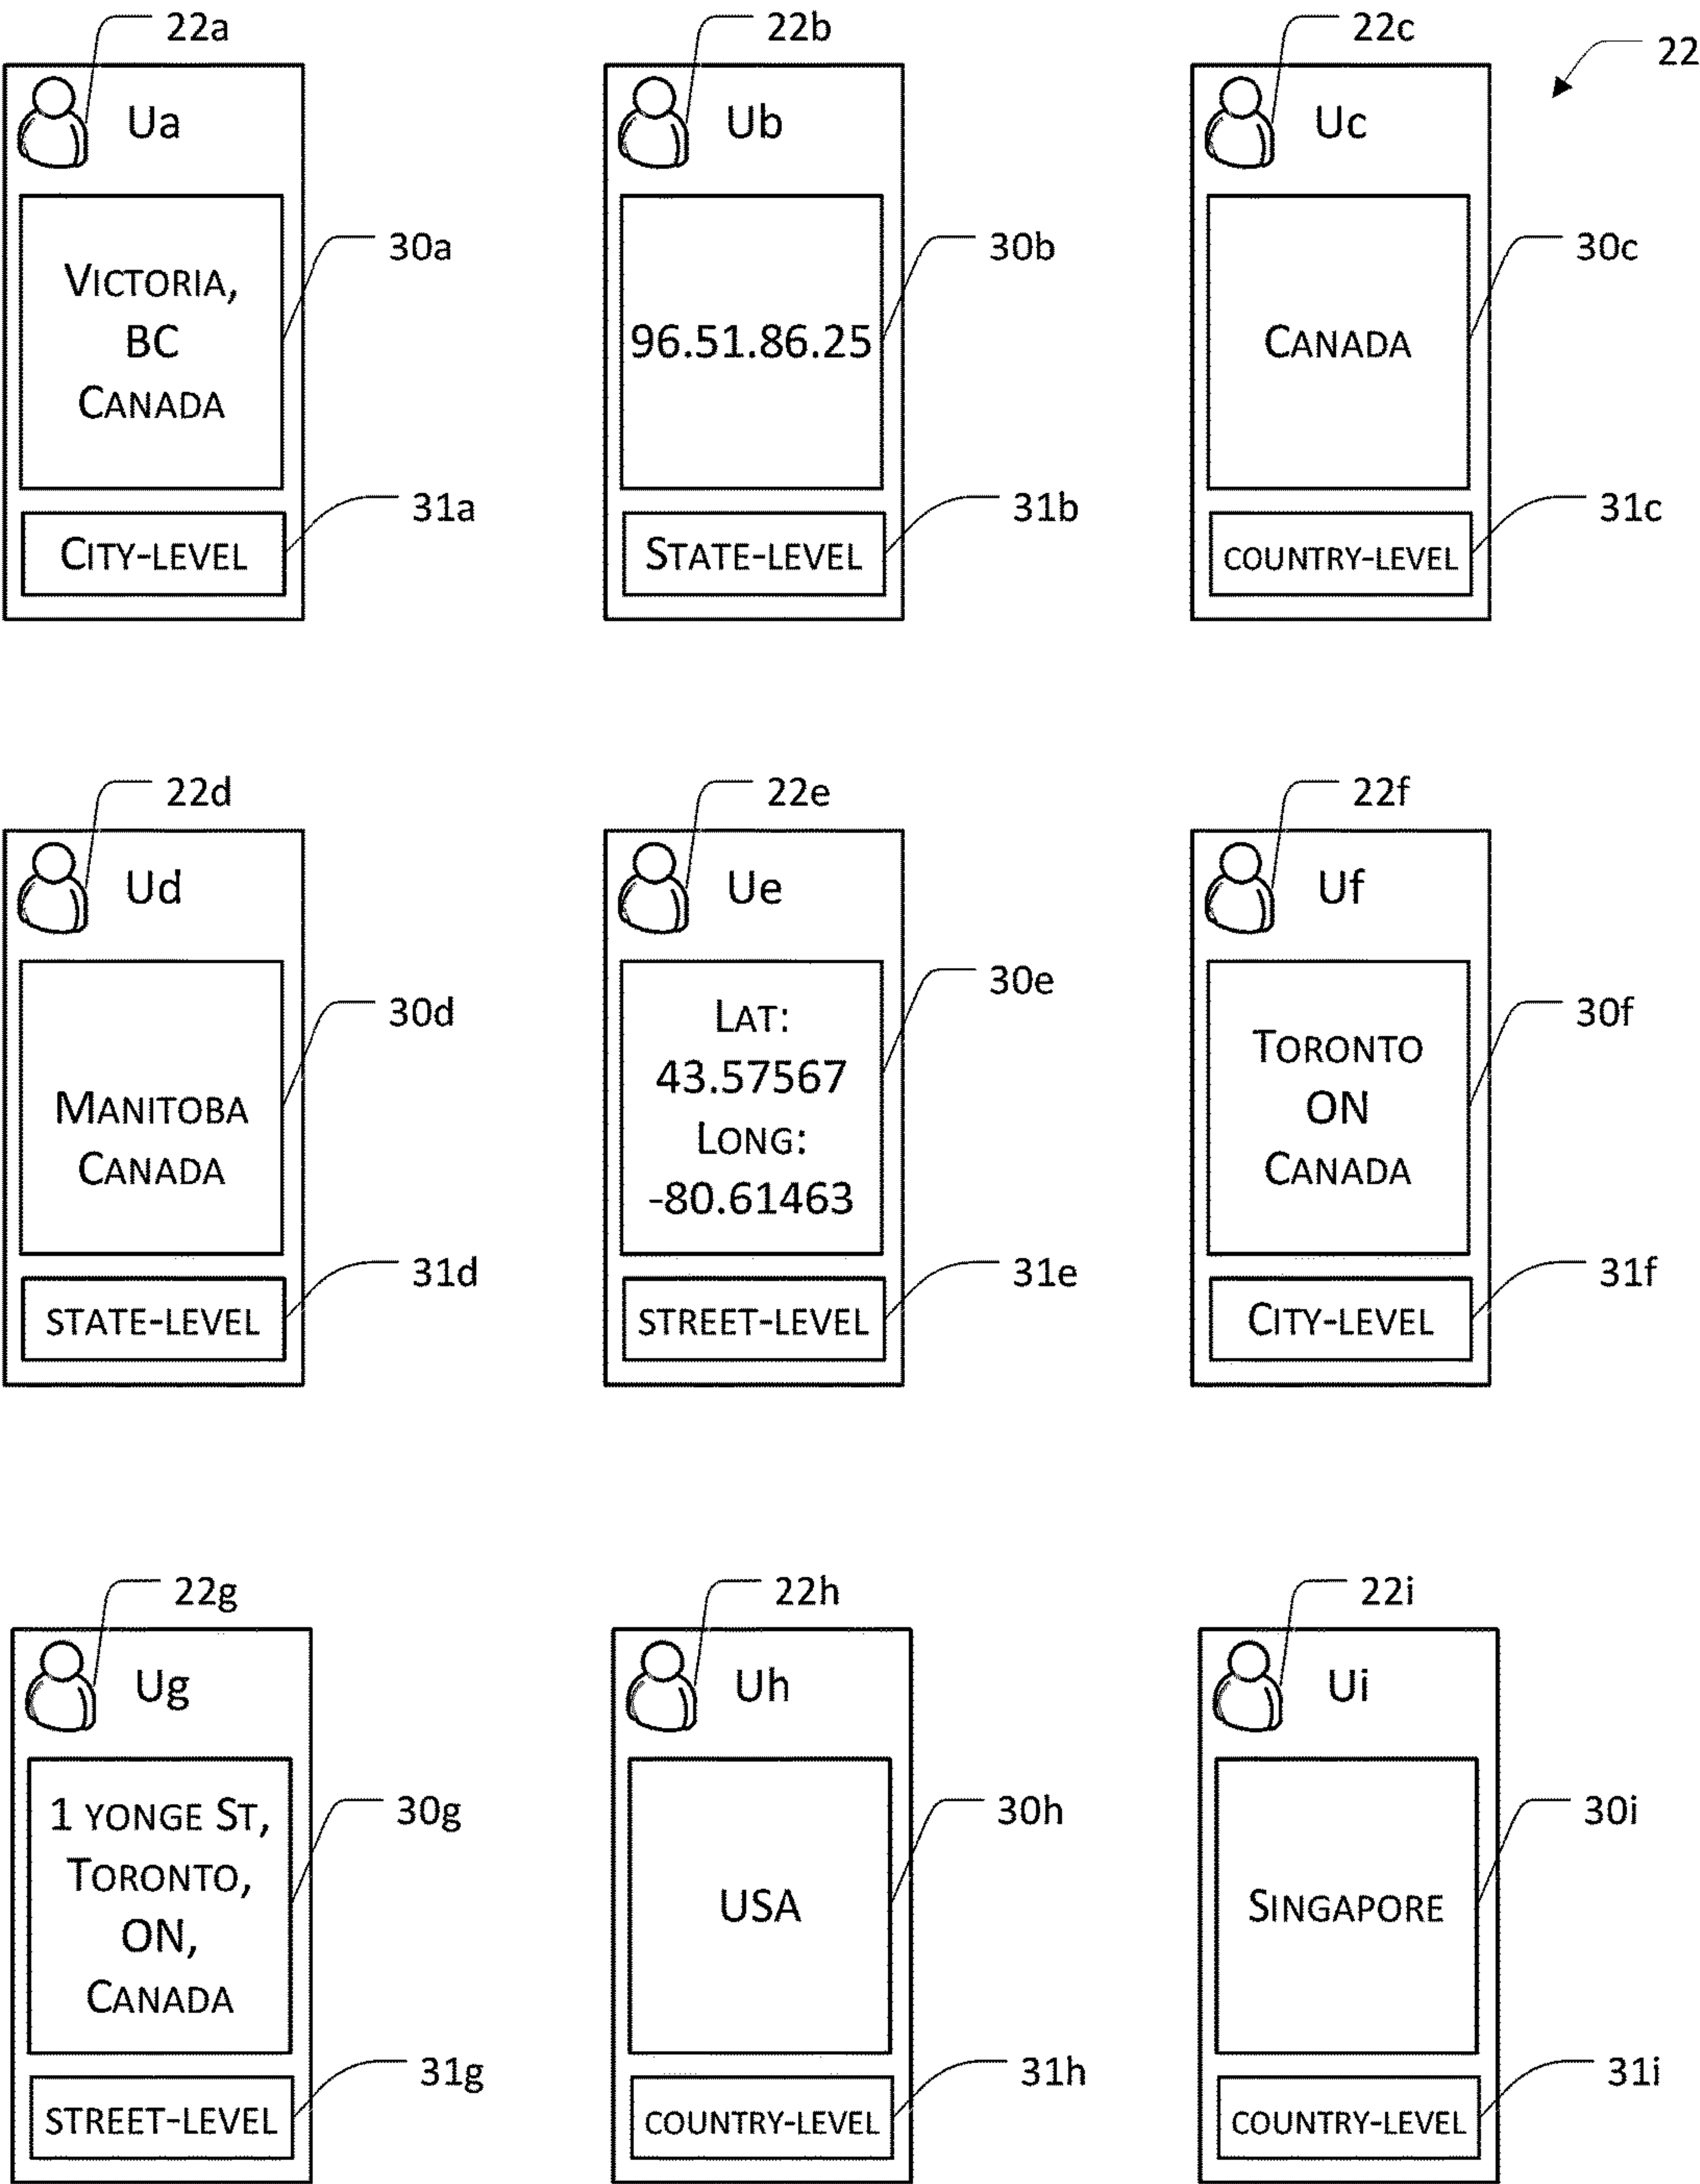 22a
22b
22c
22
Ua
Ub
Uc
30a
30b
30c
VICTORIA,
BC
CANADA
96.51.86.25
CANADA
31a
31b
31c
CITY-LEVEL
STATE-LEVEL
COUNTRY-LEVEL
22d
22e
22f
Ud
Ue
Uf
30d
30e
30f
MANITOBA
CANADA
LAT:
43.57567
LONG:
-80.61463
TORONTO
ON
CANADA
31d
31e
31f
STATE-LEVEL
STREET-LEVEL
CITY-LEVEL
22g
22h
22i
Ug
Uh
Ui
30g
30h
30i
1 YONGE ST,
TORONTO,
ON,
CANADA
USA
SINGAPORE
31g
31h
31i
STREET-LEVEL
COUNTRY-LEVEL
COUNTRY-LEVEL